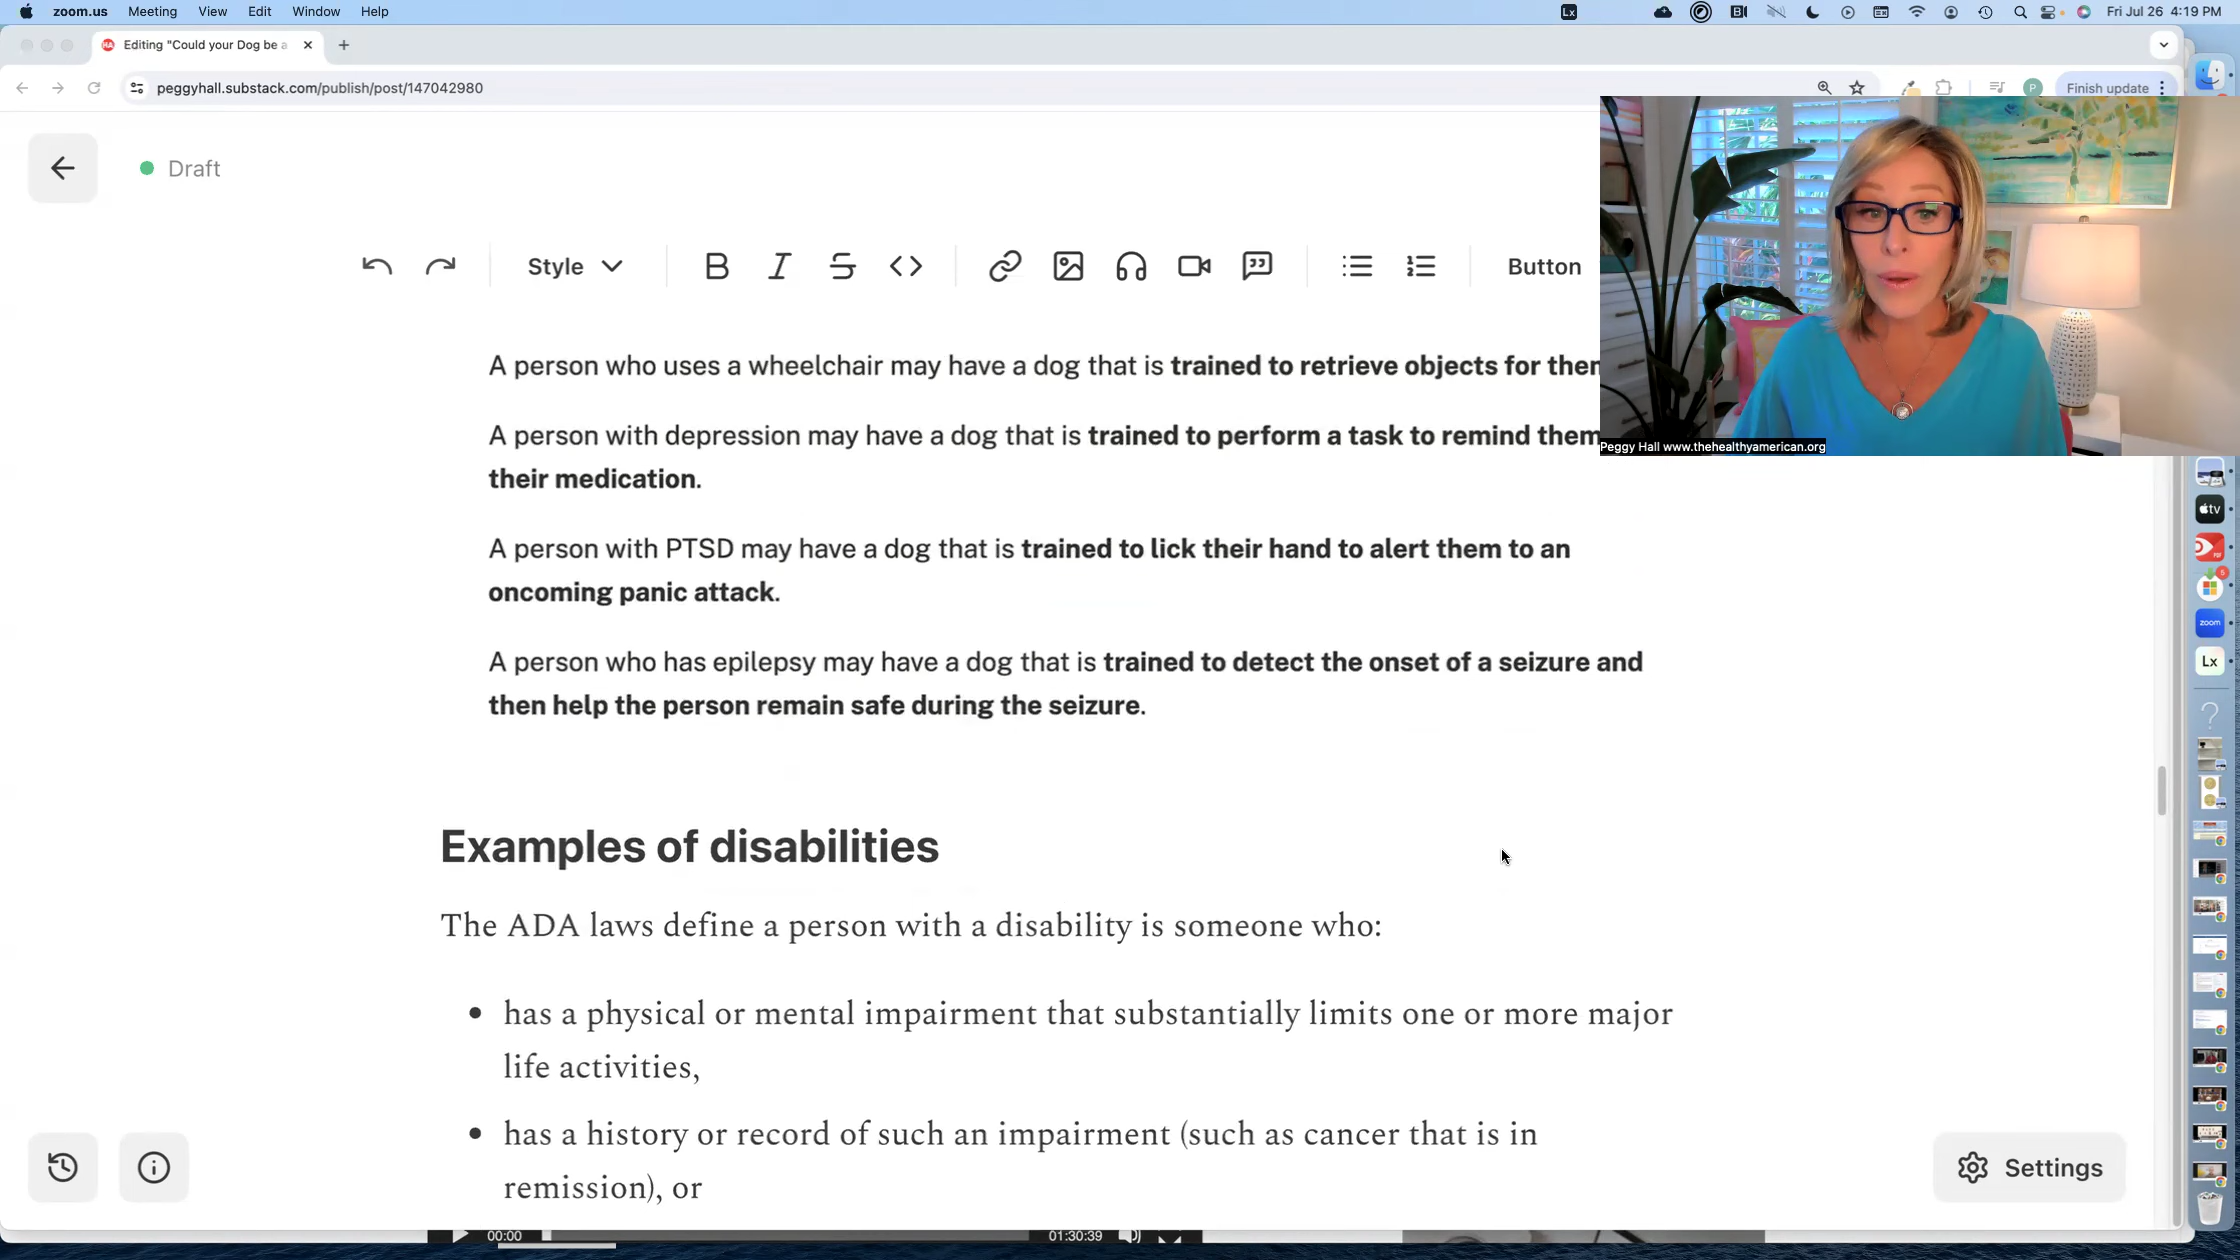 zoom.us Meeting View Edit Window Help Lx Fri Jul 26 4:19 PM
Editing "Could your Dog be a
peggyhall.substack.com/publish/post/147042980 P Finish update
Draft
Style Button
A person who uses a wheelchair may have a dog that is trained to retrieve objects for
A person with depression may have a dog that is trained to perform a task to remind them
their medication.
A person with PTSD may have a dog that is trained to lick their hand to alert them to an
oncoming panic attack.
A person who has epilepsy may have a dog that is trained to detect the onset of a seizure and
then help the person remain safe during the seizure.
Examples of disabilities
The ADA laws define a person with a disability is someone who:
• has a physical or mental impairment that substantially limits one or more major
life activities,
• has a history or record of such an impairment (such as cancer that is in
remission), or
Settings
00:00 01:30:39
Peggy Hall www.thehealthyamerican.org
tv
5
zoom
Lx